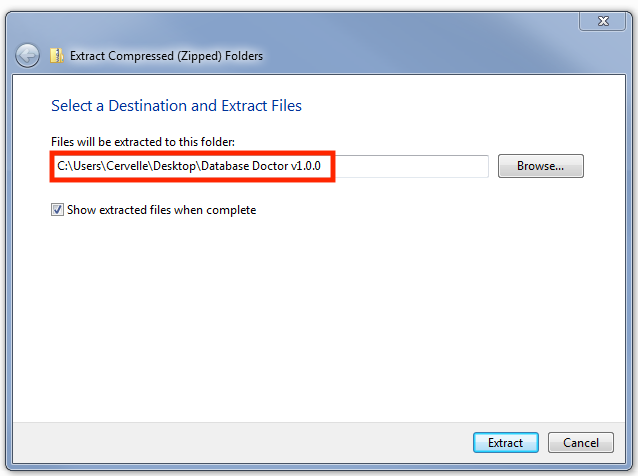 Extract Compressed (Zipped) Folders
Select a Destination and Extract Files
Files will be extracted to this folder:
C:\Users\Cervelle\Desktop\Database Doctor v1.0.0
Browse...
Show extracted files when complete
Extract
Cancel